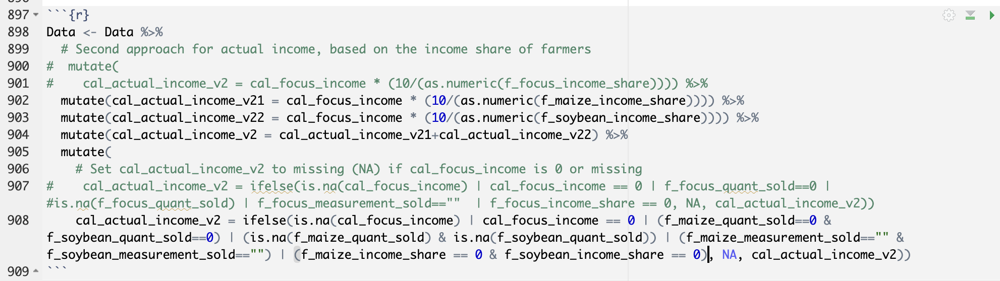 897 ```{r}
898 Data <- Data %>%
899   # Second approach for actual income, based on the income share of farmers
900 #  mutate(
901 #    cal_actual_income_v2 = cal_focus_income * (10/(as.numeric(f_focus_income_share)))) %>%
902   mutate(cal_actual_income_v21 = cal_focus_income * (10/(as.numeric(f_maize_income_share)))) %>%
903   mutate(cal_actual_income_v22 = cal_focus_income * (10/(as.numeric(f_soybean_income_share)))) %>%
904   mutate(cal_actual_income_v2 = cal_actual_income_v21+cal_actual_income_v22) %>%
905   mutate(
906     # Set cal_actual_income_v2 to missing (NA) if cal_focus_income is 0 or missing
907 #    cal_actual_income_v2 = ifelse(is.na(cal_focus_income) | cal_focus_income == 0 | f_focus_quant_sold==0 |
#is.na(f_focus_quant_sold) | f_focus_measurement_sold==""  | f_focus_income_share == 0, NA, cal_actual_income_v2))
908     cal_actual_income_v2 = ifelse(is.na(cal_focus_income) | cal_focus_income == 0 | (f_maize_quant_sold==0 &
f_soybean_quant_sold==0) | (is.na(f_maize_quant_sold) & is.na(f_soybean_quant_sold)) | (f_maize_measurement_sold=="" &
f_soybean_measurement_sold=="") | (f_maize_income_share == 0 & f_soybean_income_share == 0), NA, cal_actual_income_v2))
909 ```